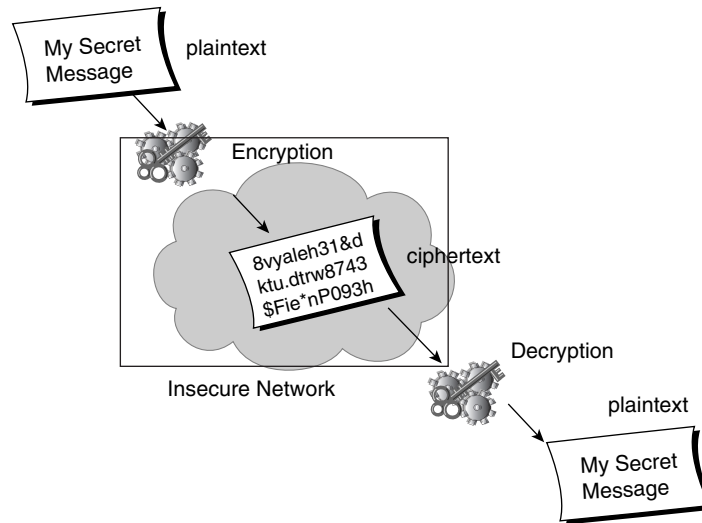 My Secret
Message
plaintext
Encryption
8vyaleh31&d
ktu.dtrw8743
$Fie*nP093h
ciphertext
Insecure Network
Decryption
plaintext
My Secret
Message